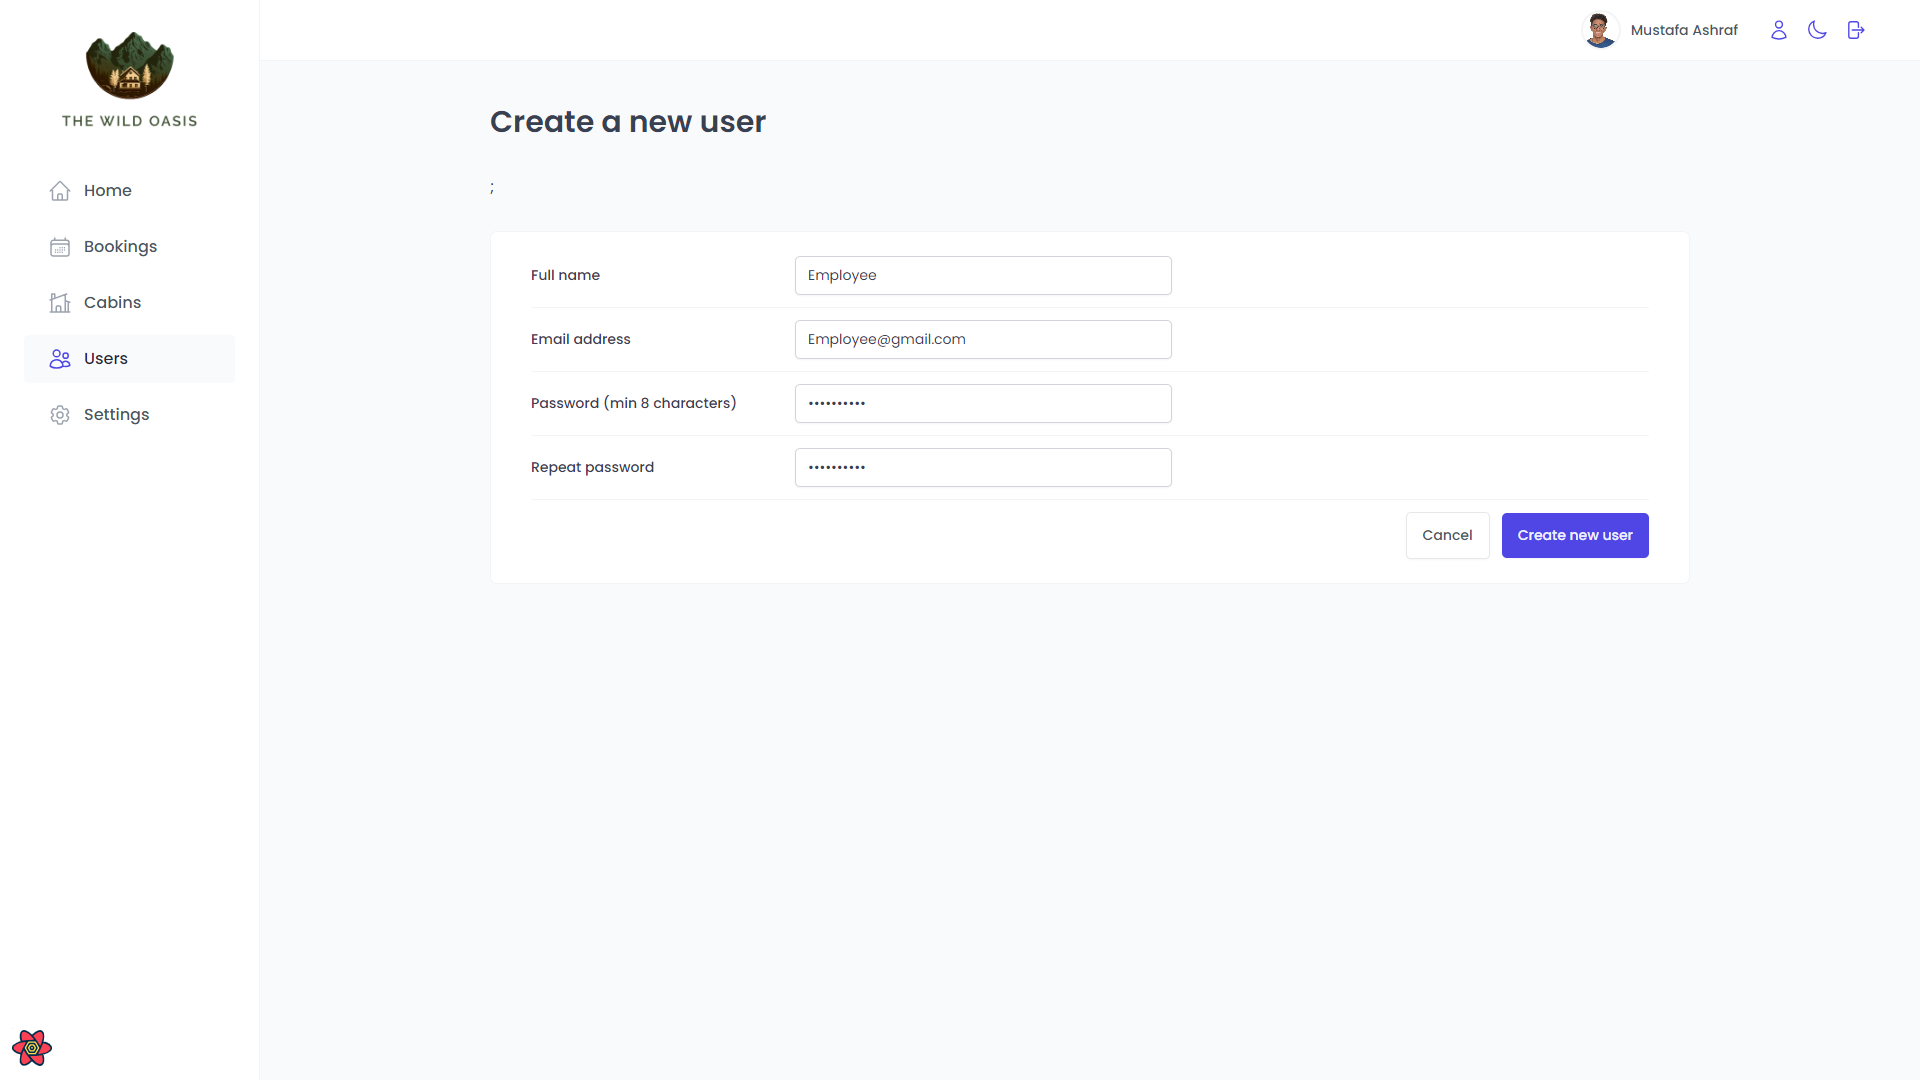 THE WILD OASIS
Home
Bookings
Cabins
Users
Settings
Mustafa Ashraf
Create a new user
;
Full name
Employee
Email address
Employee@gmail.com
Password (min 8 characters)
••••••••••
Repeat password
••••••••••
Cancel
Create new user